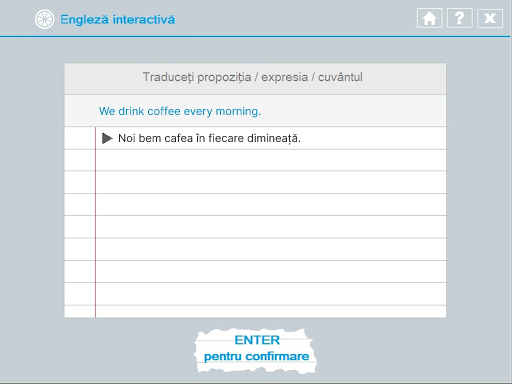 Engleză interactivă
?
X
Traduceți propoziția / expresia / cuvântul
We drink coffee every morning.
Noi bem cafea în fiecare dimineață.
ENTER
pentru confirmare